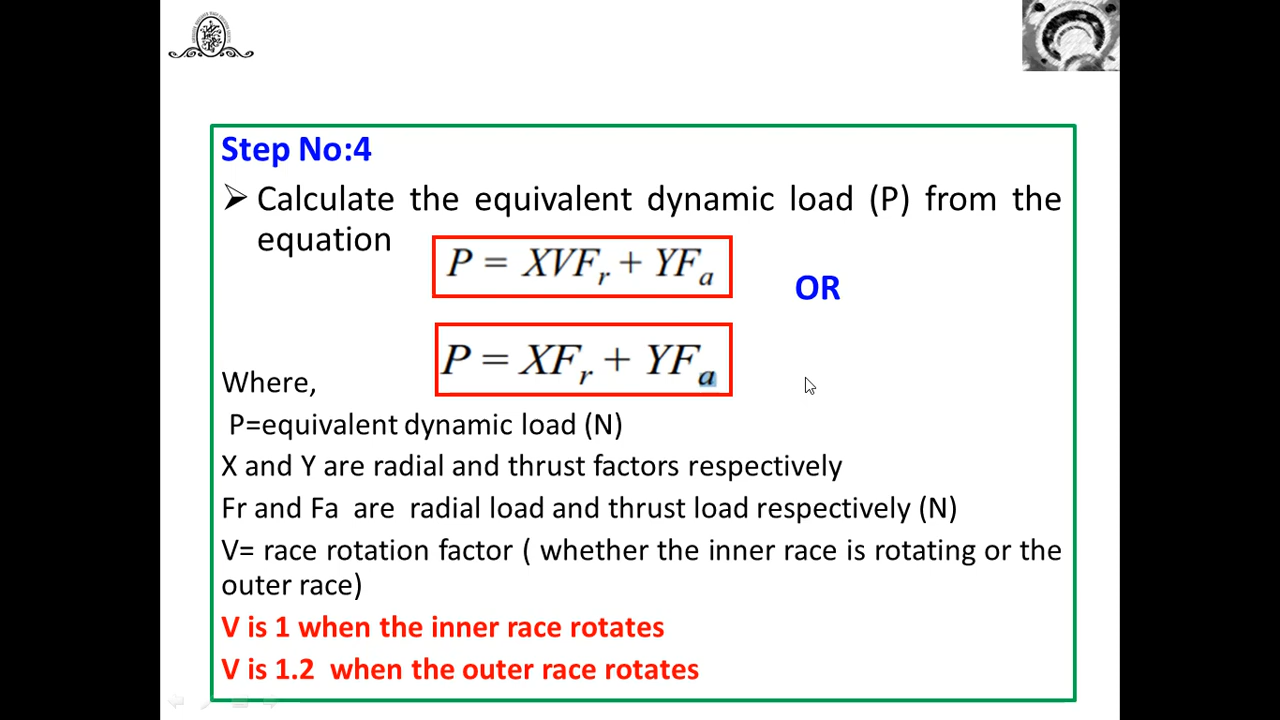 Step No:4
➢ Calculate the equivalent dynamic load (P) from the
equation
P = XVFr + YFa
OR
P = XFr + YFa
Where,
P=equivalent dynamic load (N)
X and Y are radial and thrust factors respectively
Fr and Fa are radial load and thrust load respectively (N)
V= race rotation factor ( whether the inner race is rotating or the
outer race)
V is 1 when the inner race rotates
V is 1.2 when the outer race rotates